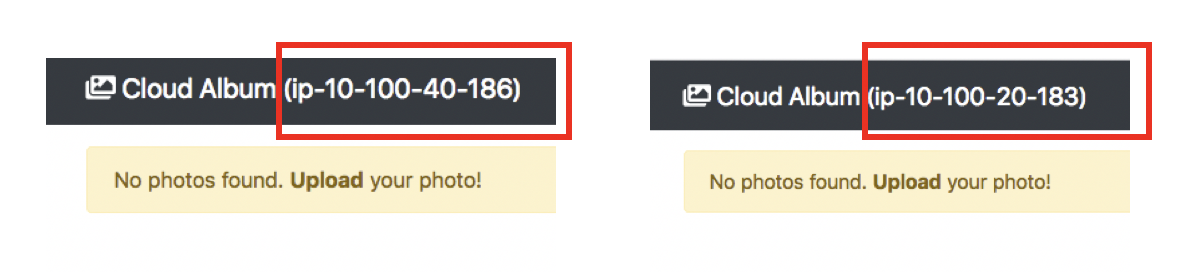 Cloud Album (ip-10-100-40-186)
No photos found. Upload your photo!
Cloud Album (ip-10-100-20-183)
No photos found. Upload your photo!